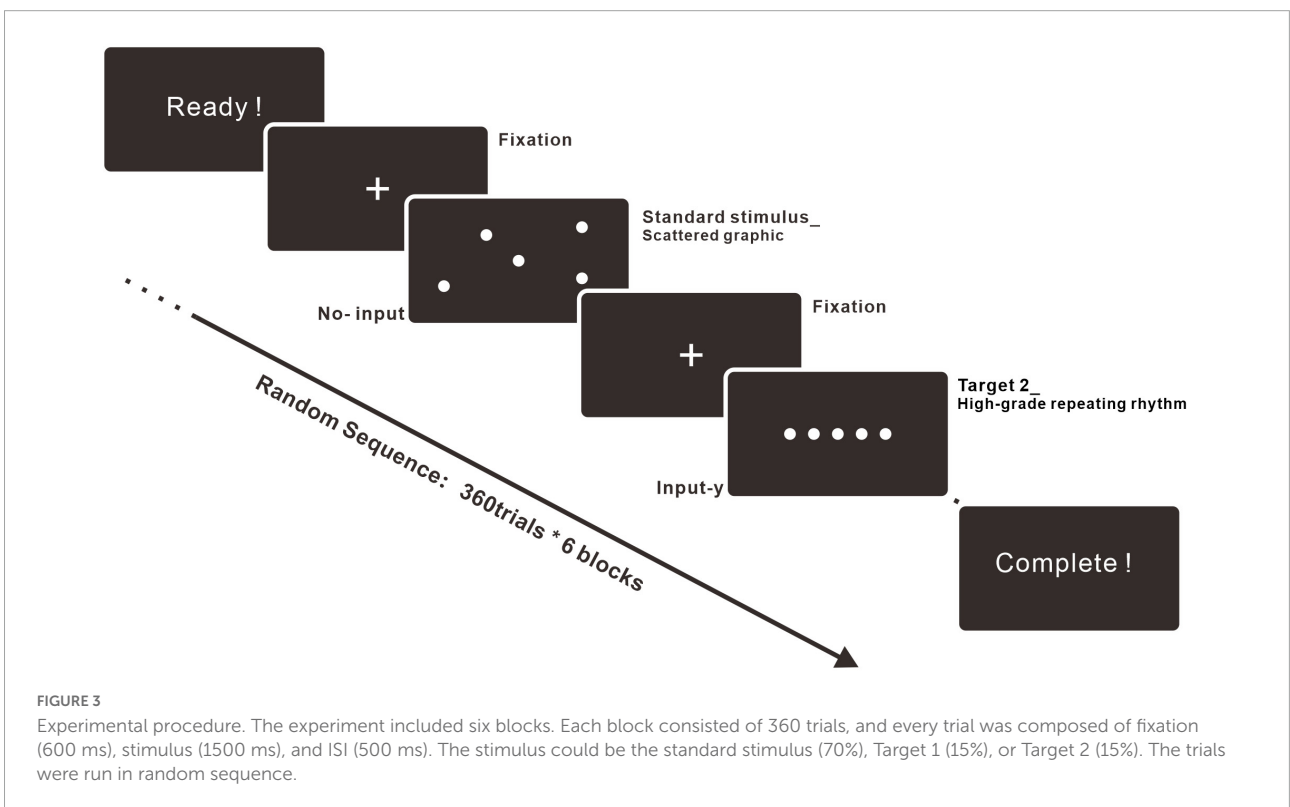 Ready !
Fixation
+
Standard stimulus_
Scattered graphic
No- input
Fixation
+
Target 2_
High-grade repeating rhythm
Input-y
Random Sequence: 360trials * 6 blocks
Complete !
FIGURE 3
Experimental procedure. The experiment included six blocks. Each block consisted of 360 trials, and every trial was composed of fixation
(600 ms), stimulus (1500 ms), and ISI (500 ms). The stimulus could be the standard stimulus (70%), Target 1 (15%), or Target 2 (15%). The trials
were run in random sequence.